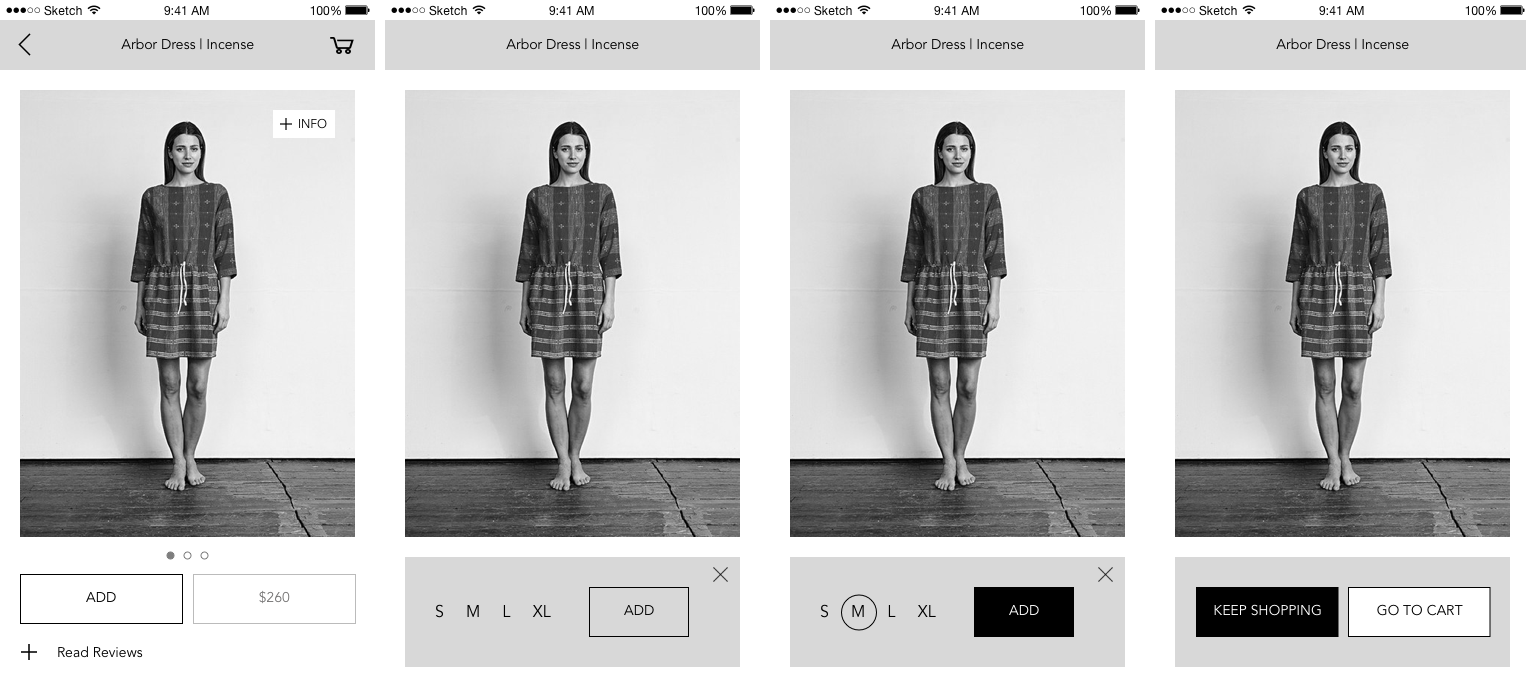 Sketch 9:41 AM 100%
Arbor Dress | Incense
+ INFO
ADD $260
+ Read Reviews
Sketch 9:41 AM 100%
Arbor Dress | Incense
S M L XL ADD
Sketch 9:41 AM 100%
Arbor Dress | Incense
S M L XL ADD
Sketch 9:41 AM 100%
Arbor Dress | Incense
KEEP SHOPPING GO TO CART